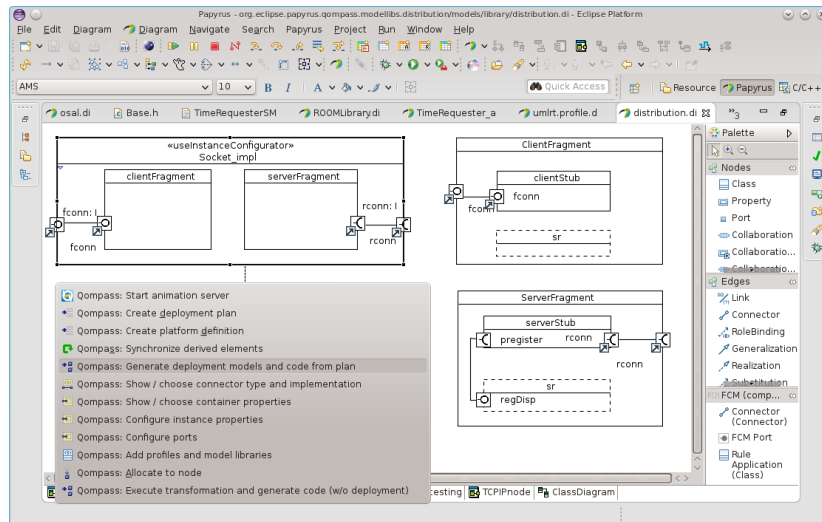 Papyrus - org.eclipse.papyrus.qompass.modellibs.distribution/models/library/distribution.di - Eclipse Platform
File Edit Diagram Diagram Navigate Search Papyrus Project Run Window Help
AMS 10 B I A Quick Access Resource Papyrus C/C++
osal.di Base.h TimeRequesterSM ROOMLibrary.di TimeRequester_a umlrt.profile.d distribution.di "3
«useInstanceConfigurator»
Socket_impl
clientFragment serverFragment
fconn: I rconn: I
fconn rconn
ClientFragment
clientStub
fconn
fconn
sr
ServerFragment
serverStub
pregister rconn
rconn
sr
regDisp
Qompass: Start animation server
Qompass: Create deployment plan
Qompass: Create platform definition
Qompass: Synchronize derived elements
Qompass: Generate deployment models and code from plan
Qompass: Show / choose connector type and implementation
Qompass: Show / choose container properties
Qompass: Configure instance properties
Qompass: Configure ports
Qompass: Add profiles and model libraries
Qompass: Allocate to node
Qompass: Execute transformation and generate code (w/o deployment)
esting TCPIPnode ClassDiagram
Palette
Nodes
Class
Property
Port
Collaboration
Collaboratio...
Collaboratio...
Edges
Link
Connector
RoleBinding
Generalization
Realization
Substitution
FCM (comp...
Connector
(Connector)
FCM Port
Rule
Application
(Class)